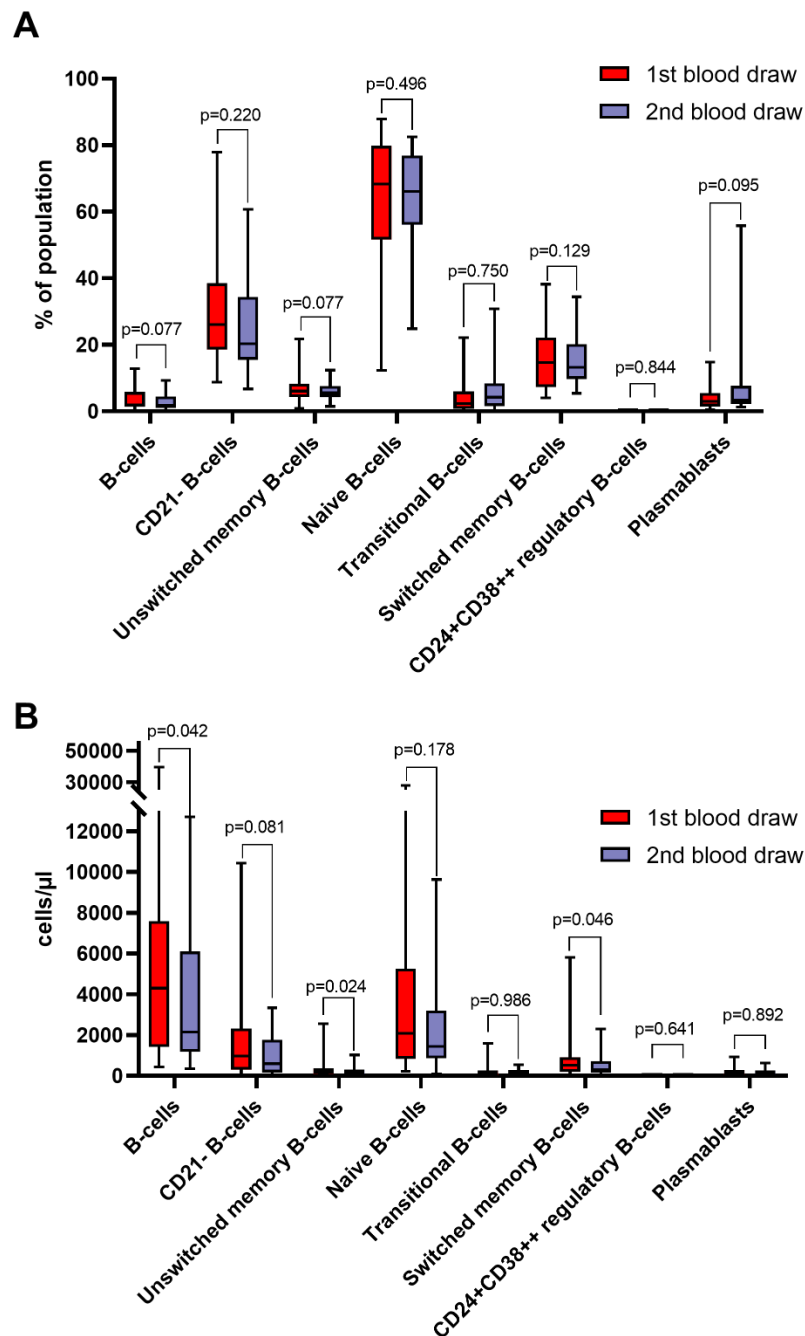 A
1st blood draw
2nd blood draw
% of population
100
80
60
40
20
0
p=0.077
p=0.220
p=0.077
p=0.496
p=0.750
p=0.129
p=0.844
p=0.095
B-cells
CD21- B-cells
Unswitched memory B-cells
Naive B-cells
Transitional B-cells
Switched memory B-cells
CD24+CD38++ regulatory B-cells
Plasmablasts
B
1st blood draw
2nd blood draw
cells/µl
50000
30000
12000
10000
8000
6000
4000
2000
0
p=0.042
p=0.081
p=0.024
p=0.178
p=0.986
p=0.046
p=0.641
p=0.892
B-cells
CD21- B-cells
Unswitched memory B-cells
Naive B-cells
Transitional B-cells
Switched memory B-cells
CD24+CD38++ regulatory B-cells
Plasmablasts